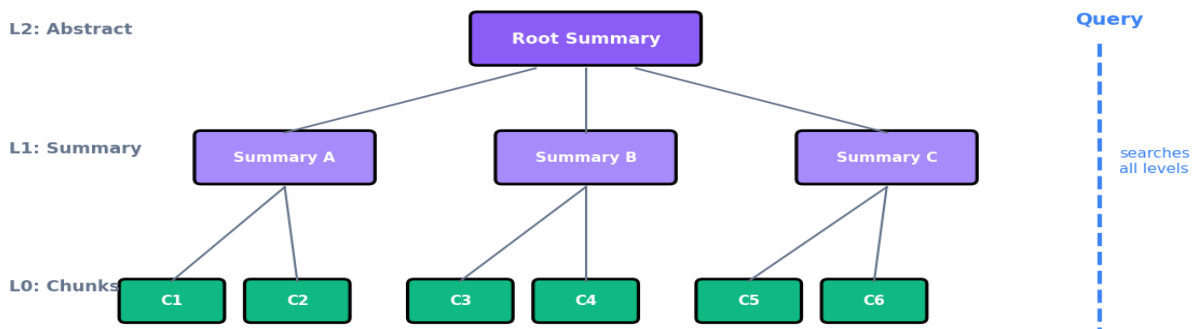 L2: Abstract
Root Summary
Query
L1: Summary
Summary A
Summary B
Summary C
searches
all levels
L0: Chunks
C1
C2
C3
C4
C5
C6